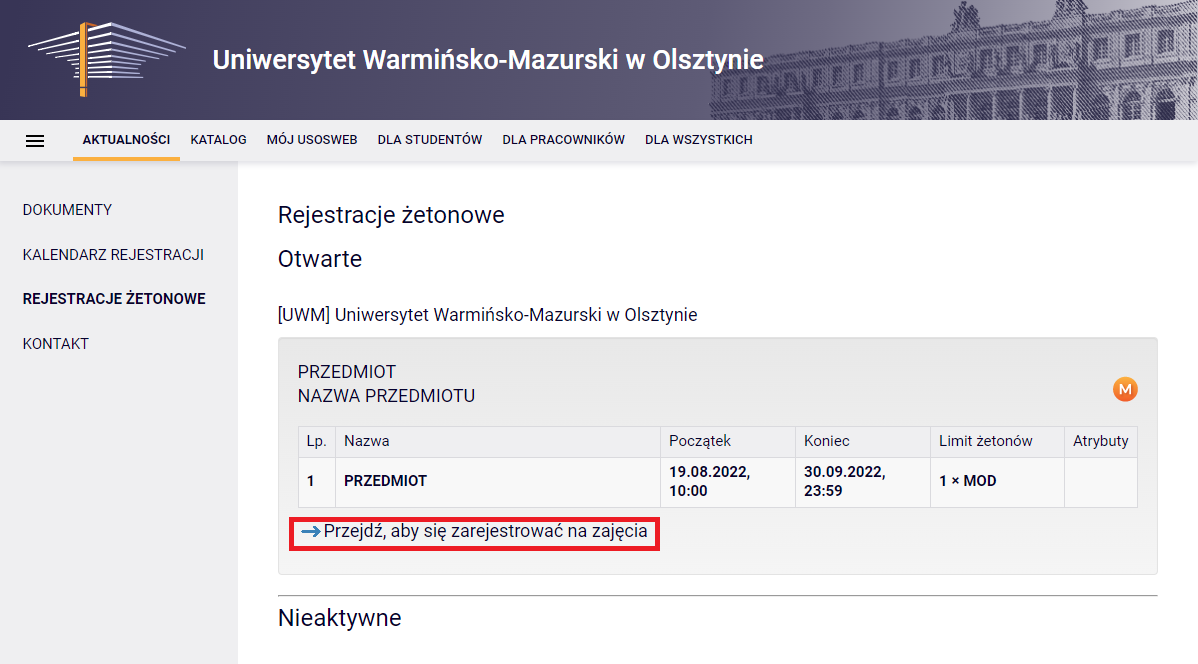 Uniwersytet Warmińsko-Mazurski w Olsztynie
AKTUALNOŚCI KATALOG MÓJ USOSWEB DLA STUDENTÓW DLA PRACOWNIKÓW DLA WSZYSTKICH
DOKUMENTY
KALENDARZ REJESTRACJI
REJESTRACJE ŻETONOWE
KONTAKT
Rejestracje żetonowe
Otwarte
[UWM] Uniwersytet Warmińsko-Mazurski w Olsztynie
PRZEDMIOT
NAZWA PRZEDMIOTU
M
Lp. Nazwa Początek Koniec Limit żetonów Atrybuty
1 PRZEDMIOT 19.08.2022, 10:00 30.09.2022, 23:59 1 × MOD
Przejdź, aby się zarejestrować na zajęcia
Nieaktywne